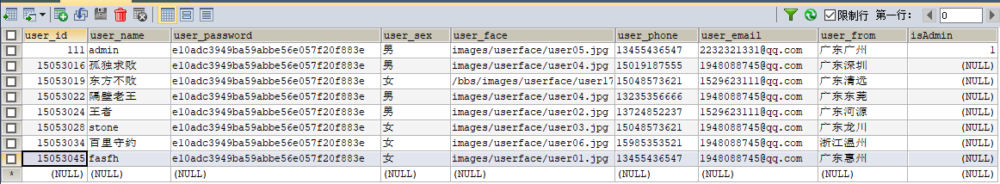 限制行 第一行: 0
user_id user_name user_password user_sex user_face user_phone user_email user_from isAdmin
111 admin e10adc3949ba59abbe56e057f20f883e 男 images/userface/user05.jpg 13455436547 2232321331@qq.com 广东广州 1
15053016 孤独求败 e10adc3949ba59abbe56e057f20f883e 男 images/userface/user04.jpg 15019187555 1948088745@qq.com 广东深圳 (NULL)
15053019 东方不败 e10adc3949ba59abbe56e057f20f883e 女 /bbs/images/userface/user17 15048573621 1529623111@qq.com 广东清远 (NULL)
15053022 隔壁老王 e10adc3949ba59abbe56e057f20f883e 男 images/userface/user04.jpg 13235356666 1948088745@qq.com 广东东莞 (NULL)
15053024 王者 e10adc3949ba59abbe56e057f20f883e 男 images/userface/user02.jpg 13724852237 1529623111@qq.com 广东河源 (NULL)
15053028 stone e10adc3949ba59abbe56e057f20f883e 女 images/userface/user03.jpg 15048573621 1948088745@qq.com 广东龙川 (NULL)
15053034 百里守约 e10adc3949ba59abbe56e057f20f883e 女 images/userface/user06.jpg 15985353521 1948088745@qq.com 浙江温州 (NULL)
15053045 fasfh e10adc3949ba59abbe56e057f20f883e 女 images/userface/user01.jpg 13455436547 1948088745@qq.com 广东惠州 (NULL)
* (NULL) (NULL) (NULL) (NULL) (NULL) (NULL) (NULL) (NULL) (NULL)